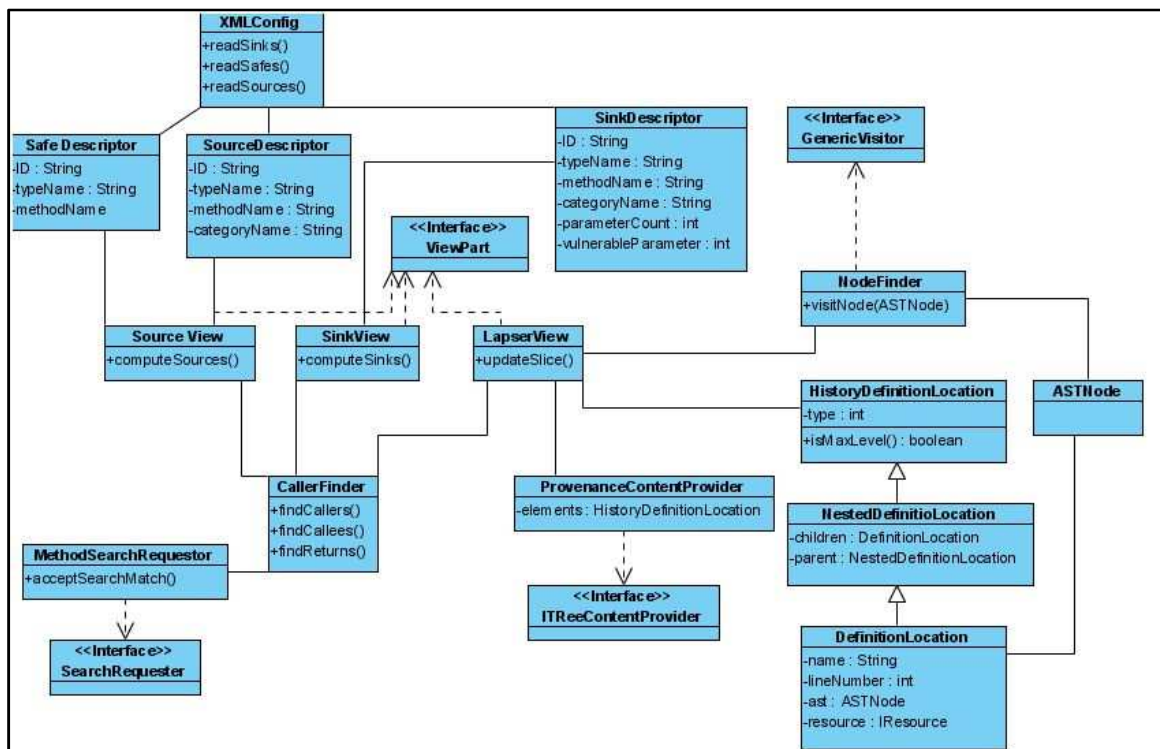 XMLConfig
+readSinks()
+readSafes()
+readSources()
Safe Descriptor
-ID : String
-typeName : String
-methodName
SourceDescriptor
-ID : String
-typeName : String
-methodName : String
-categoryName : String
SinkDescriptor
-ID : String
-typeName : String
-methodName : String
-categoryName : String
-parameterCount : int
-vulnerableParameter : int
<<Interface>>
GenericVisitor
<<Interface>>
ViewPart
NodeFinder
+visitNode(ASTNode)
Source View
+computeSources()
SinkView
+computeSinks()
LapserView
+updateSlice()
HistoryDefinitionLocation
-type : int
+isMaxLevel() : boolean
ASTNode
CallerFinder
+findCallers()
+findCallees()
+findReturns()
ProvenanceContentProvider
-elements : HistoryDefinitionLocation
NestedDefinitioLocation
-children : DefinitionLocation
-parent : NestedDefinitionLocation
MethodSearchRequestor
+acceptSearchMatch()
<<Interface>>
ITReeContentProvider
<<Interface>>
SearchRequester
DefinitionLocation
-name : String
-lineNumber : int
-ast : ASTNode
-resource : IResource